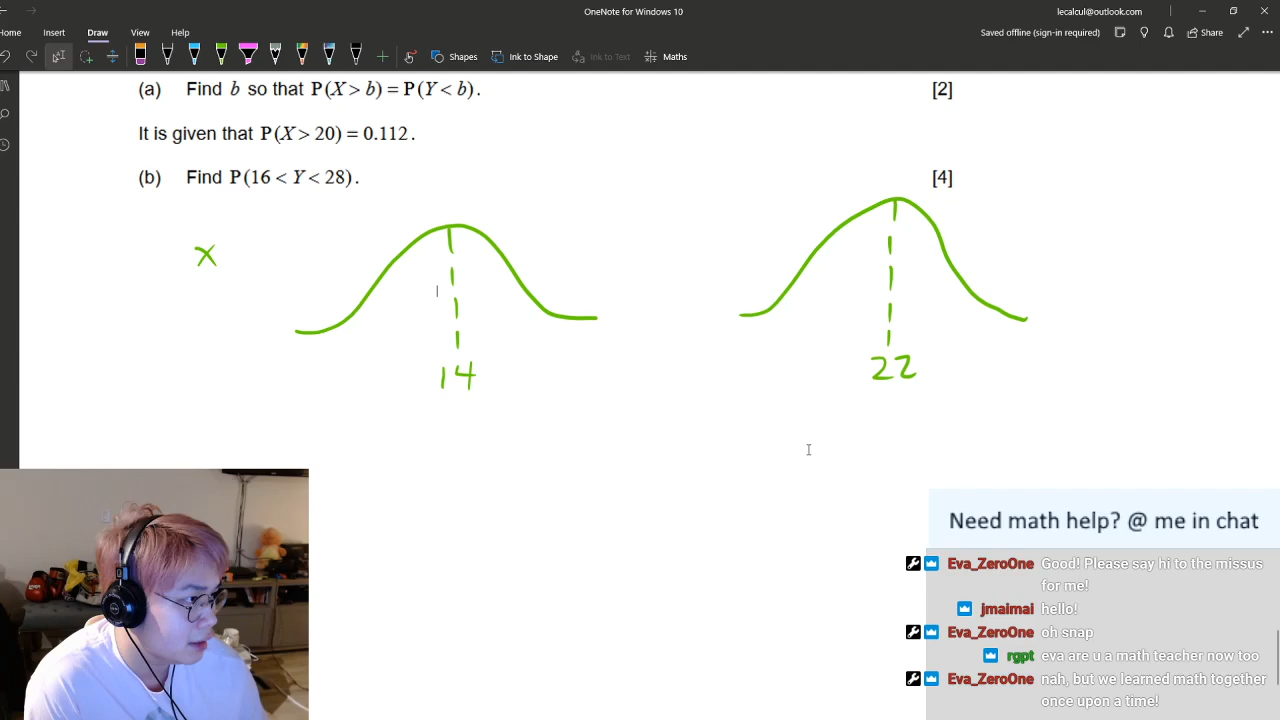 OneNote for Windows 10
lecalcul@outlook.com
Home Insert Draw View Help
Saved offline (sign-in required)
Share
Shapes Ink to Shape Ink to Text Maths
(a) Find b so that P(X > b) = P(Y < b). [2]
It is given that P(X > 20) = 0.112.
(b) Find P(16 < Y < 28). [4]
x
14
22
Need math help? @ me in chat
Eva_ZeroOne Good! Please say hi to the missus
for me!
jmaimai hello!
Eva_ZeroOne oh snap
rgpt eva are u a math teacher now too
Eva_ZeroOne nah, but we learned math together
once upon a time!